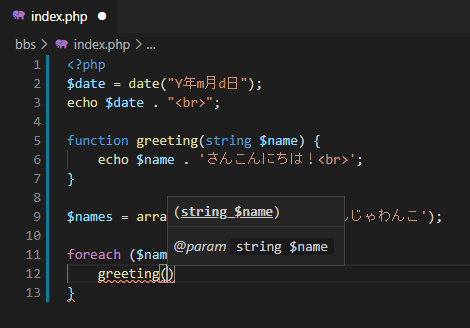 index.php
bbs > index.php > ...
1 <?php
2 $date = date("Y年m月d日");
3 echo $date . "<br>";
4
5 function greeting(string $name) {
6 echo $name . 'さんこんにちは！<br>';
7 }
8
9 $names = arra んじゃわんこ');
(string $name)
10
@param string $name
11 foreach ($nam
12 greeting()
13 }